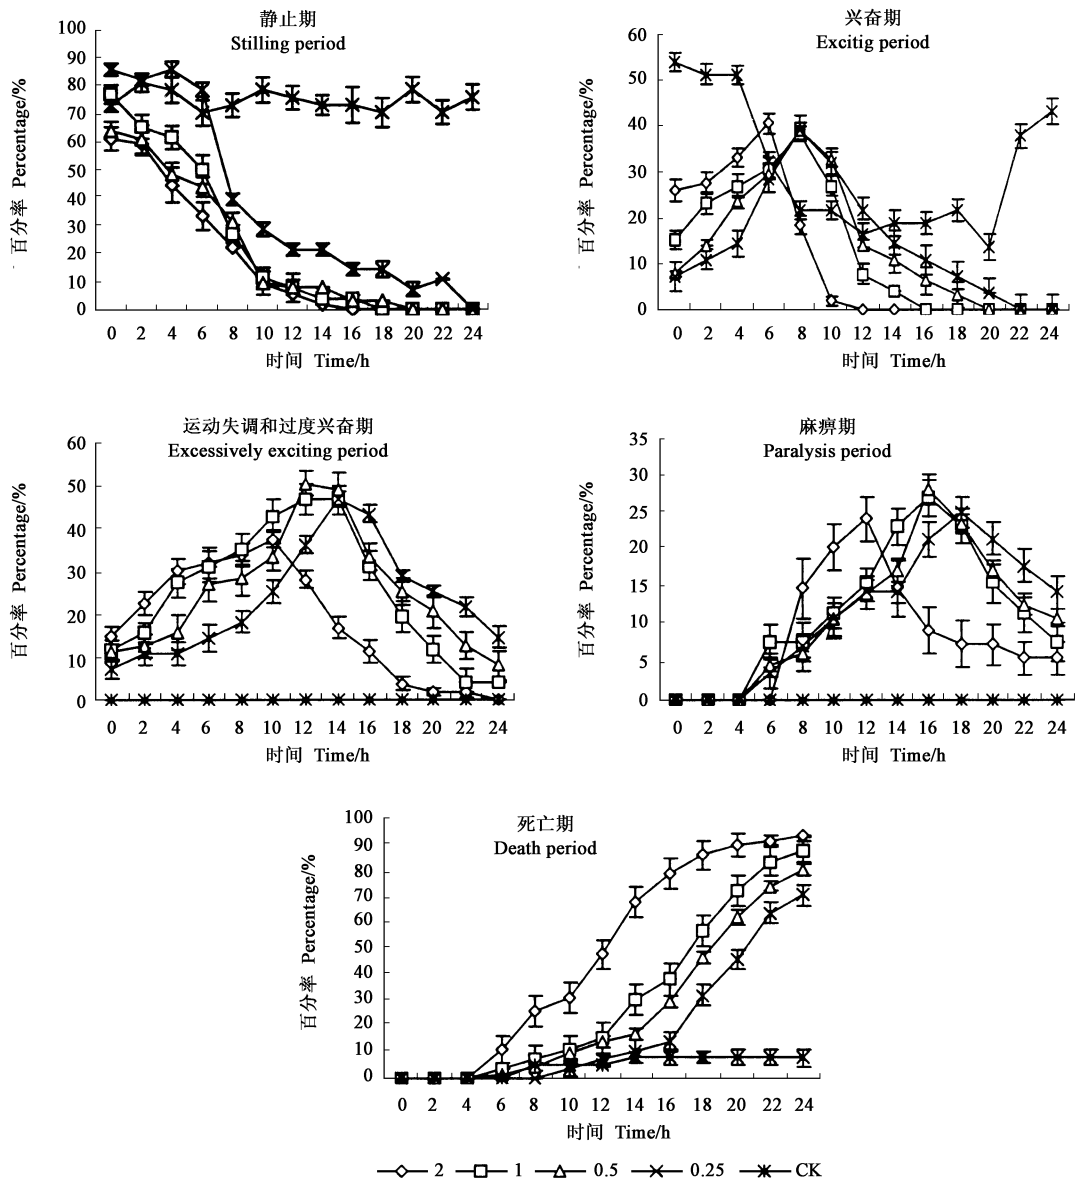 静止期
Stilling period
百分率 Percentage/%
100
90
80
70
60
50
40
30
20
10
0
0 2 4 6 8 10 12 14 16 18 20 22 24
时间 Time/h
兴奋期
Excitig period
百分率 Percentage/%
60
50
40
30
20
10
0
0 2 4 6 8 10 12 14 16 18 20 22 24
时间 Time/h
运动失调和过度兴奋期
Excessively exciting period
百分率 Percentage/%
60
50
40
30
20
10
0
0 2 4 6 8 10 12 14 16 18 20 22 24
时间 Time/h
麻痹期
Paralysis period
百分率 Percentage/%
35
30
25
20
15
10
5
0
0 2 4 6 8 10 12 14 16 18 20 22 24
时间 Time/h
死亡期
Death period
百分率 Percentage/%
100
90
80
70
60
50
40
30
20
10
0
0 2 4 6 8 10 12 14 16 18 20 22 24
时间 Time/h
2 1 0.5 0.25 CK